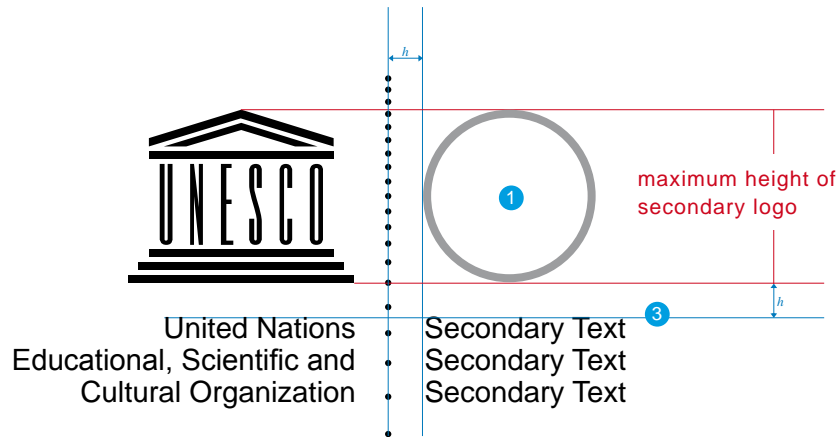 h
UNESCO
1
maximum height of
secondary logo
h
3
United Nations
Educational, Scientific and
Cultural Organization
Secondary Text
Secondary Text
Secondary Text